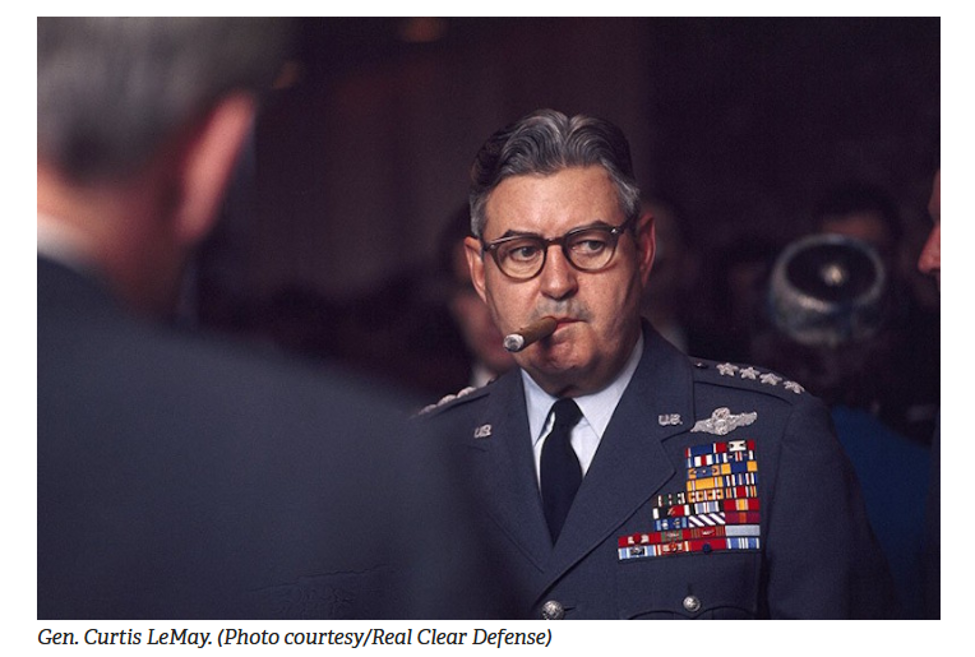 U.S.
U.S.
Gen. Curtis LeMay. (Photo courtesy/Real Clear Defense)